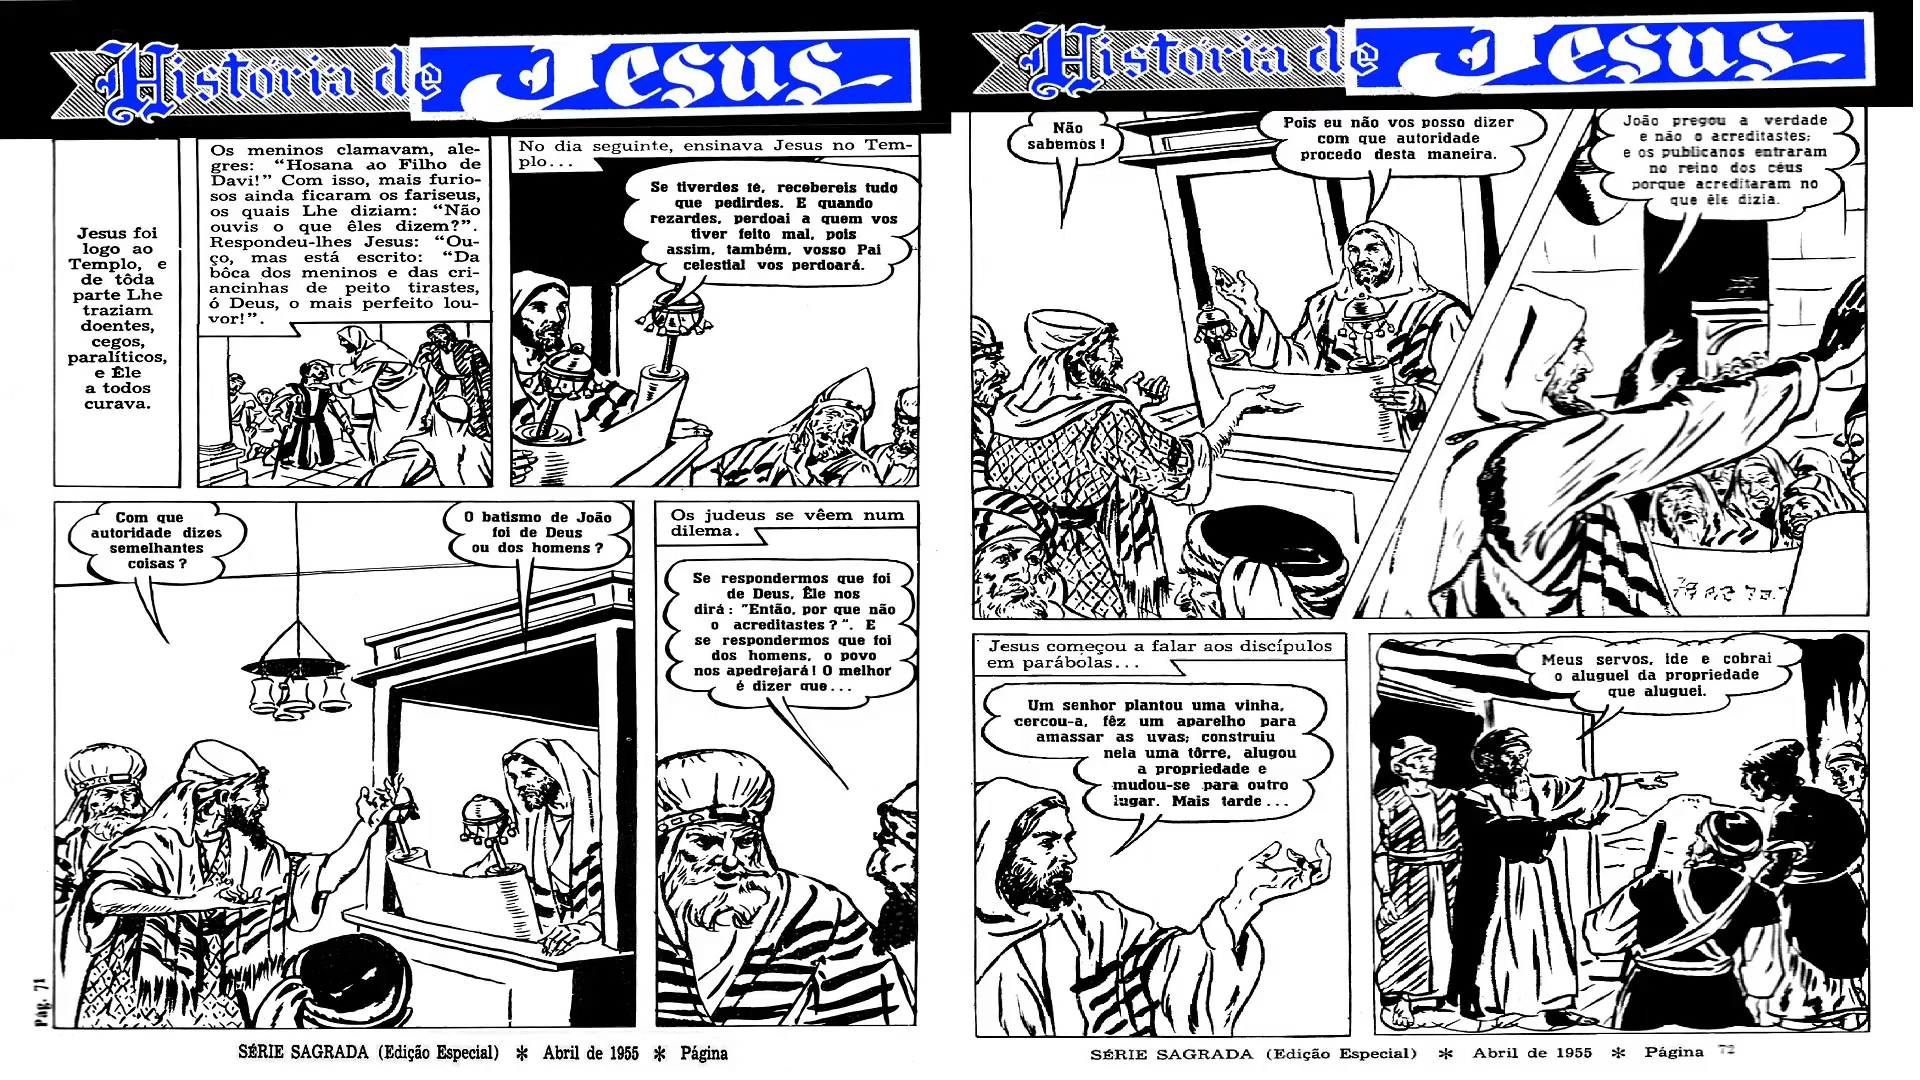 História de Jesus
Jesus foi
logo ao
Templo, e
de tôda
parte Lhe
traziam
doentes,
cegos,
paralíticos,
e Êle
a todos
curava.
Os meninos clamavam, ale-
gres: "Hosana ao Filho de
Davi!" Com isso, mais furio-
sos ainda ficaram os fariseus,
os quais Lhe diziam: "Não
ouvis o que êles dizem?".
Respondeu-lhes Jesus: "Ou-
ço, mas está escrito: "Da
bôca dos meninos e das cri-
ancinhas de peito tirastes,
ó Deus, o mais perfeito lou-
vor!".
No dia seguinte, ensinava Jesus no Tem-
plo...
Se tiverdes fé, recebereis tudo
que pedirdes. E quando
rezardes, perdoai a quem vos
tiver feito mal, pois
assim, também, vosso Pai
celestial vos perdoará.
Com que
autoridade dizes
semelhantes
coisas?
O batismo de João
foi de Deus
ou dos homens?
Os judeus se vêem num
dilema.
Se respondermos que foi
de Deus, Êle nos
dirá: "Então, por que não
o acreditastes?". E
se respondermos que foi
dos homens, o povo
nos apedrejará! O melhor
é dizer que...
Pág. 71
SÉRIE SAGRADA (Edição Especial) * Abril de 1955 * Página
História de Jesus
Não
sabemos!
Pois eu não vos posso dizer
com que autoridade
procedo desta maneira.
João pregou a verdade
e não o acreditastes;
e os publicanos entraram
no reino dos céus
porque acreditaram no
que êle dizia.
Jesus começou a falar aos discípulos
em parábolas...
Um senhor plantou uma vinha,
cercou-a, fêz um aparelho para
amassar as uvas; construiu
nela uma tôrre, alugou
a propriedade e
mudou-se para outro
lugar. Mais tarde...
Meus servos, ide e cobrai
o aluguel da propriedade
que aluguei.
SÉRIE SAGRADA (Edição Especial) * Abril de 1955 * Página 72